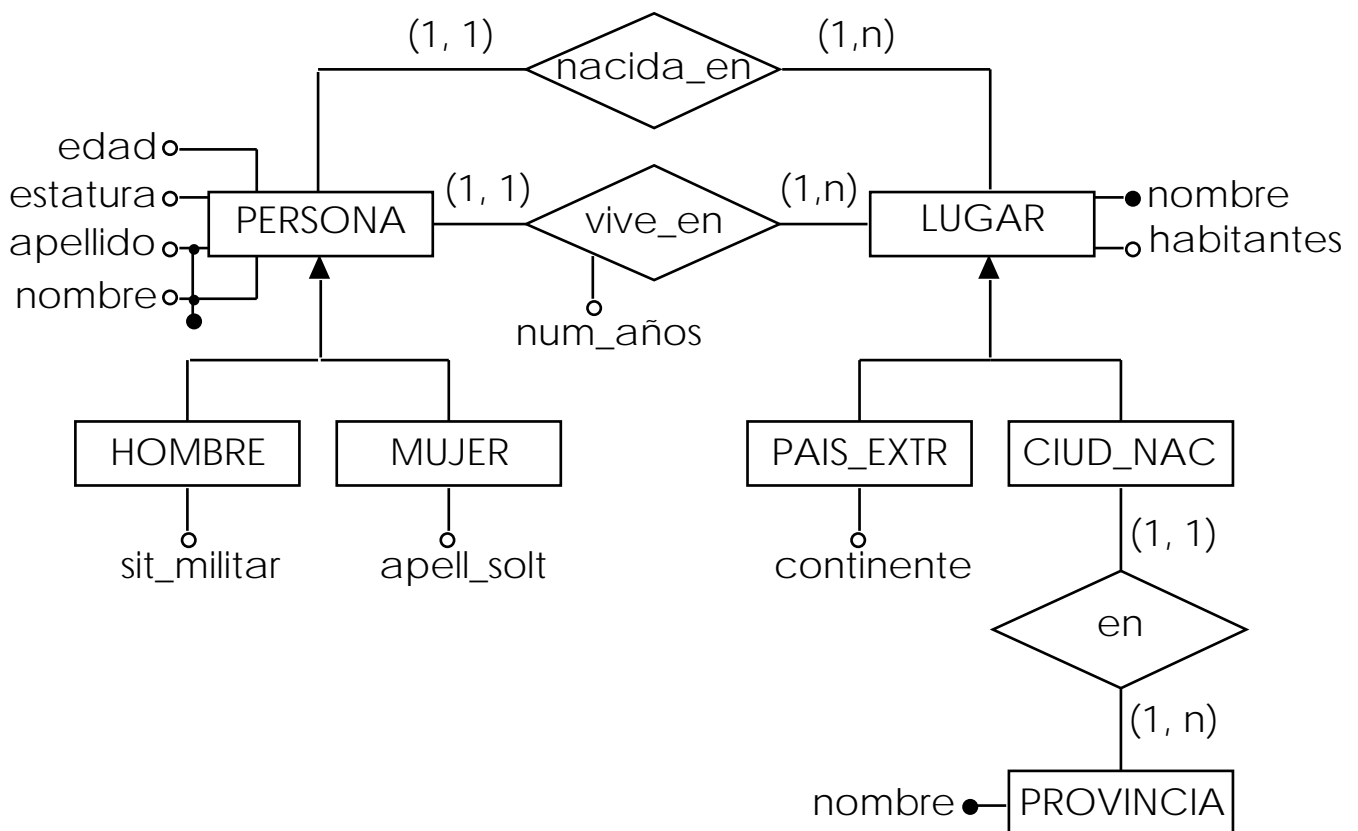 (1, 1) nacida_en (1,n)
edad
estatura
apellido
nombre
PERSONA (1, 1) vive_en (1,n) LUGAR
nombre
habitantes
num_años
HOMBRE MUJER PAIS_EXTR CIUD_NAC
sit_militar apell_solt continente
(1, 1)
en
(1, n)
nombre PROVINCIA